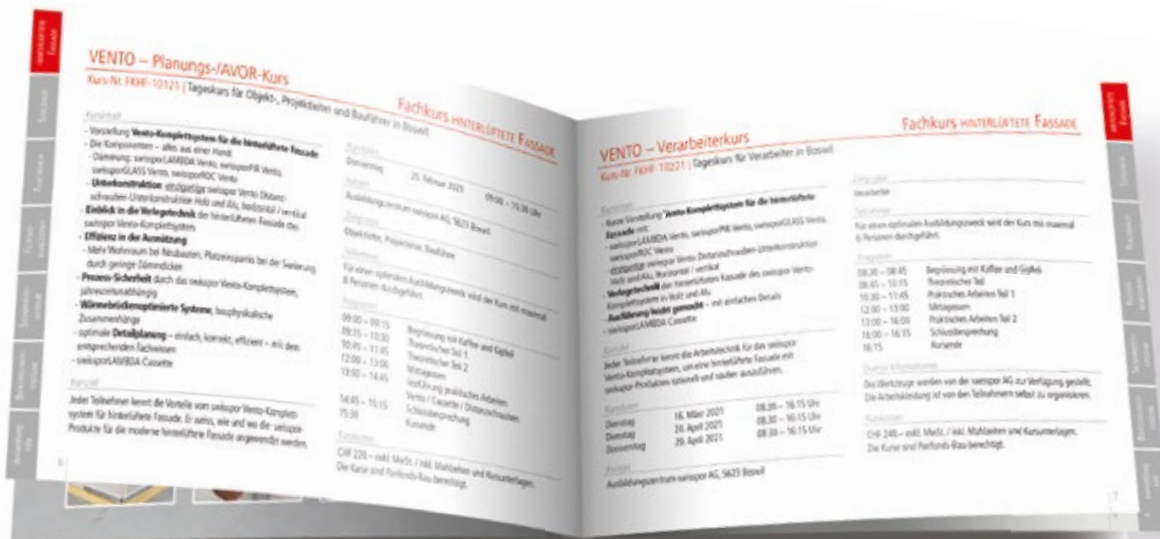 HINTERLÜFTETE
FASSADE
VENTO – Planungs-/AVOR-Kurs
Fachkurs HINTERLÜFTETE FASSADE
Kurs-Nr. FKHF-10121 | Tageskurs für Objekt-, Projektleiter und Bauführer in Boswil
Kursinhalt
- Vorstellung Vento-Komplettsystem für die hinterlüftete Fassade
- Die Komponenten – alles aus einer Hand:
- Dämmung: swissporLAMBDA Vento, swissporPIR Vento,
swissporGLASS Vento, swissporROC Vento
- Unterkonstruktion: einzigartige swisspor Vento Distanz-
schrauben-Unterkonstruktion Holz und Alu, horizontal / vertikal
- Einblick in die Verlegetechnik der hinterlüfteten Fassade des
swisspor Vento-Komplettsystem
- Effizienz in der Ausnützung
- Mehr Wohnraum bei Neubauten, Platzersparnis bei der Sanierung
durch geringe Dämmdicken
- Prozess-Sicherheit durch das swisspor Vento-Komplettsystem,
jahreszeitunabhängig
- Wärmebrückenoptimierte Systeme, bauphysikalische
Zusammenhänge
- optimale Detailplanung – einfach, korrekt, effizient – mit dem
entsprechenden Fachwissen
- swissporLAMBDA Cassette
Kursziel
Jeder Teilnehmer kennt die Vorteile vom swisspor Vento-Komplett-
system für hinterlüftete Fassade. Er weiss, wie und wo die swisspor
Produkte für die moderne hinterlüftete Fassade angewendet werden.
6
Kursdaten
Donnerstag 25. Februar 2021 09:00 – 15:30 Uhr
Kursort
Ausbildungszentrum swisspor AG, 5623 Boswil
Zielgruppe
Objektleiter, Projektleiter, Bauführer
Teilnehmer
Für einen optimalen Ausbildungszweck wird der Kurs mit maximal
8 Personen durchgeführt.
Programm
09:00 – 09:15 Begrüssung mit Kaffee und Gipfeli
09:15 – 10:30 Theoretischer Teil 1
10:45 – 11:45 Theoretischer Teil 2
12:00 – 13:00 Mittagessen
13:00 – 14:45 Vorführung praktisches Arbeiten
Vento / Cassette / Distanzschrauben
14:45 – 15:15 Schlussbesprechung
15:30 Kursende
Kurskosten
CHF 220.– exkl. MwSt. / inkl. Mahlzeiten und Kursunterlagen.
Die Kurse sind Parifonds-Bau berechtigt.
Fachkurs HINTERLÜFTETE FASSADE
VENTO – Verarbeiterkurs
Kurs-Nr. FKHF-10221 | Tageskurs für Verarbeiter in Boswil
Kursinhalt
- Kurze Vorstellung Vento-Komplettsystem für die hinterlüftete
Fassade mit:
- swissporLAMBDA Vento, swissporPIR Vento, swissporGLASS Vento,
swissporROC Vento
- einzigartige swisspor Vento Distanzschrauben-Unterkonstruktion
Holz und Alu, Horizontal / vertikal
- Verlegetechnik der hinterlüfteten Fassade des swisspor Vento-
Komplettsystem in Holz und Alu
- Ausführung leicht gemacht – mit einfachen Details
- swissporLAMBDA Cassette
Kursziel
Jeder Teilnehmer kennt die Arbeitstechnik für das swisspor
Vento-Komplettsystem, um eine hinterlüftete Fassade mit
swisspor-Produkten rationell und sauber auszuführen.
Kursdaten
Dienstag 16. März 2021 08:30 – 16:15 Uhr
Dienstag 20. April 2021 08:30 – 16:15 Uhr
Donnerstag 29. April 2021 08:30 – 16:15 Uhr
Kursort
Ausbildungszentrum swisspor AG, 5623 Boswil
Zielgruppe
Verarbeiter
Teilnehmer
Für einen optimalen Ausbildungszweck wird der Kurs mit maximal
6 Personen durchgeführt.
Programm
08:30 – 08:45 Begrüssung mit Kaffee und Gipfeli
08:45 – 10:15 Theoretischer Teil
10:30 – 11:45 Praktisches Arbeiten Teil 1
12:00 – 13:00 Mittagessen
13:00 – 16:00 Praktisches Arbeiten Teil 2
16:00 – 16:15 Schlussbesprechung
16:15 Kursende
Diverse Informationen
Die Werkzeuge werden von der swisspor AG zur Verfügung gestellt.
Die Arbeitskleidung ist von den Teilnehmern selbst zu organisieren.
Kurskosten
CHF 220.– exkl. MwSt. / inkl. Mahlzeiten und Kursunterlagen.
Die Kurse sind Parifonds-Bau berechtigt.
HINTERLÜFTETE
FASSADE
7